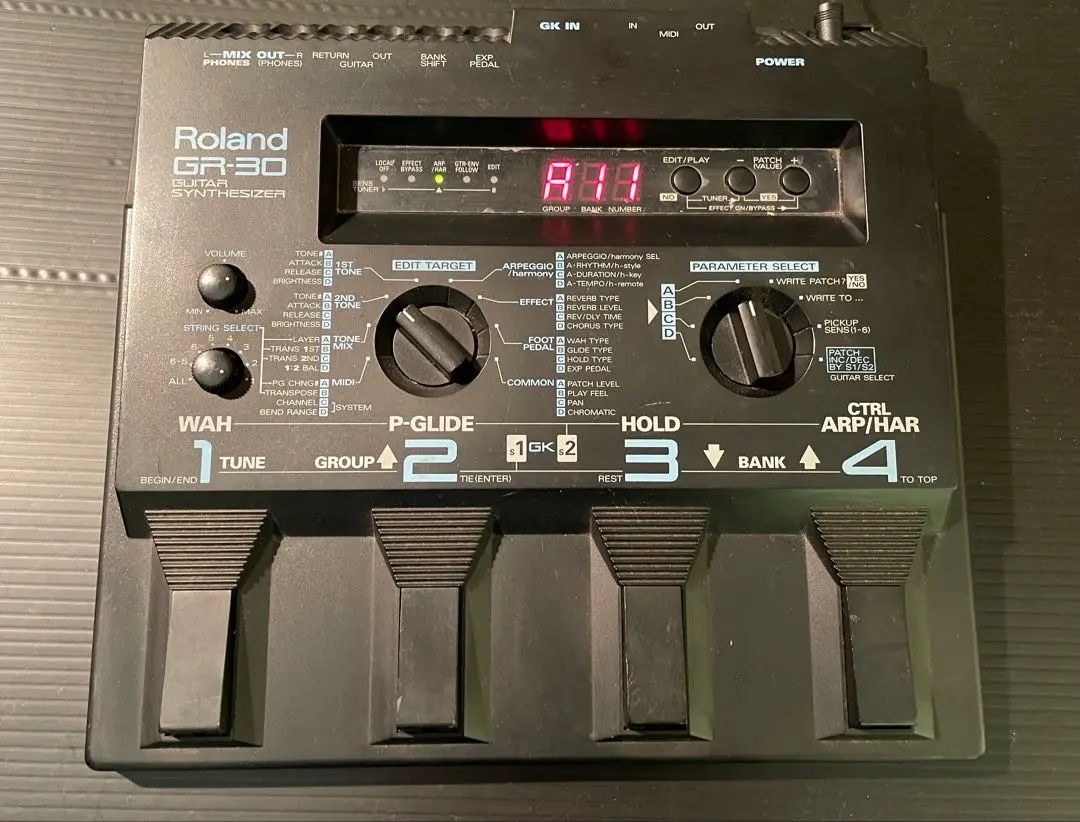 GK IN
IN
MIDI
OUT
L—MIX OUT—R
PHONES (PHONES)
RETURN OUT
GUITAR
BANK
SHIFT
EXP
PEDAL
POWER
Roland
GR-30
GUITAR
SYNTHESIZER
LOCAL
OFF
EFFECT
BYPASS
ARP
/HAR
GTR-ENV
FOLLOW
EDIT
SENS
TUNER
A11
GROUP BANK NUMBER
EDIT/PLAY
- PATCH +
(VALUE)
NO
TUNER
YES
EFFECT ON/BYPASS
VOLUME
MIN MAX
STRING SELECT
ALL 6-5 6 5 4 3 2 1
EDIT TARGET
TONE# A
ATTACK B
RELEASE C
BRIGHTNESS D
1ST
TONE
TONE# A
ATTACK B
RELEASE C
BRIGHTNESS D
2ND
TONE
LAYER A
TRANS 1ST B
TRANS 2ND C
1:2 BAL D
TONE
MIX
PG CHNG# A
TRANSPOSE B
CHANNEL C
BEND RANGE D
MIDI
SYSTEM
ARPEGGIO
/harmony
A ARPEGGIO/harmony SEL
B A-RHYTHM/h-style
C A-DURATION/h-key
D A-TEMPO/h-remote
EFFECT
A REVERB TYPE
B REVERB LEVEL
C REV/DLY TIME
D CHORUS TYPE
FOOT
PEDAL
A WAH TYPE
B GLIDE TYPE
C HOLD TYPE
D EXP PEDAL
COMMON
A PATCH LEVEL
B PLAY FEEL
C PAN
D CHROMATIC
PARAMETER SELECT
A
B
C
D
WRITE PATCH? YES
/NO
WRITE TO ...
PICKUP
SENS(1-6)
PATCH
INC/DEC
BY S1/S2
GUITAR SELECT
WAH
P-GLIDE
HOLD
CTRL
ARP/HAR
BEGIN/END 1 TUNE
GROUP 2 TIE(ENTER)
S1 GK S2
REST 3
BANK
4 TO TOP